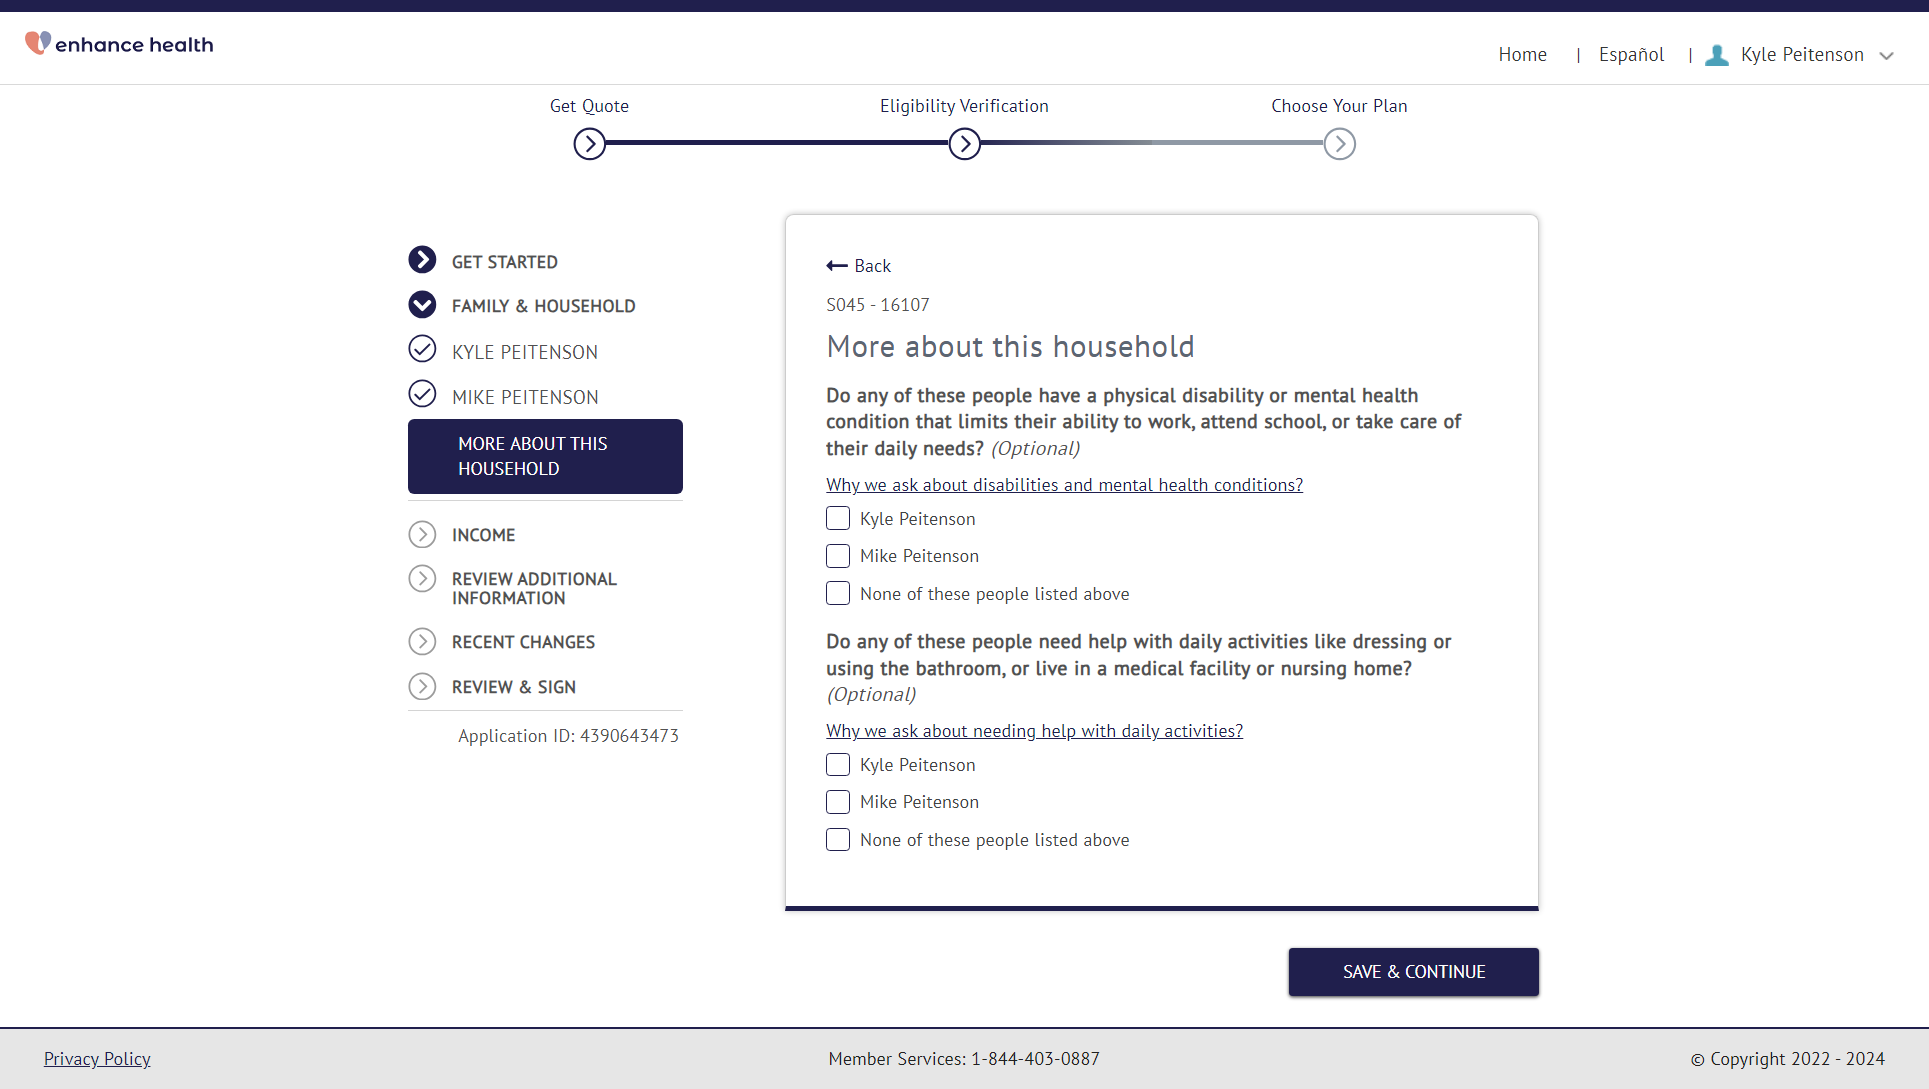 enhance health
Home | Español | Kyle Peitenson
Get Quote
Eligibility Verification
Choose Your Plan
GET STARTED
FAMILY & HOUSEHOLD
KYLE PEITENSON
MIKE PEITENSON
MORE ABOUT THIS
HOUSEHOLD
INCOME
REVIEW ADDITIONAL
INFORMATION
RECENT CHANGES
REVIEW & SIGN
Application ID: 4390643473
Back
S045 - 16107
More about this household
Do any of these people have a physical disability or mental health
condition that limits their ability to work, attend school, or take care of
their daily needs? (Optional)
Why we ask about disabilities and mental health conditions?
Kyle Peitenson
Mike Peitenson
None of these people listed above
Do any of these people need help with daily activities like dressing or
using the bathroom, or live in a medical facility or nursing home?
(Optional)
Why we ask about needing help with daily activities?
Kyle Peitenson
Mike Peitenson
None of these people listed above
SAVE & CONTINUE
Privacy Policy
Member Services: 1-844-403-0887
© Copyright 2022 - 2024